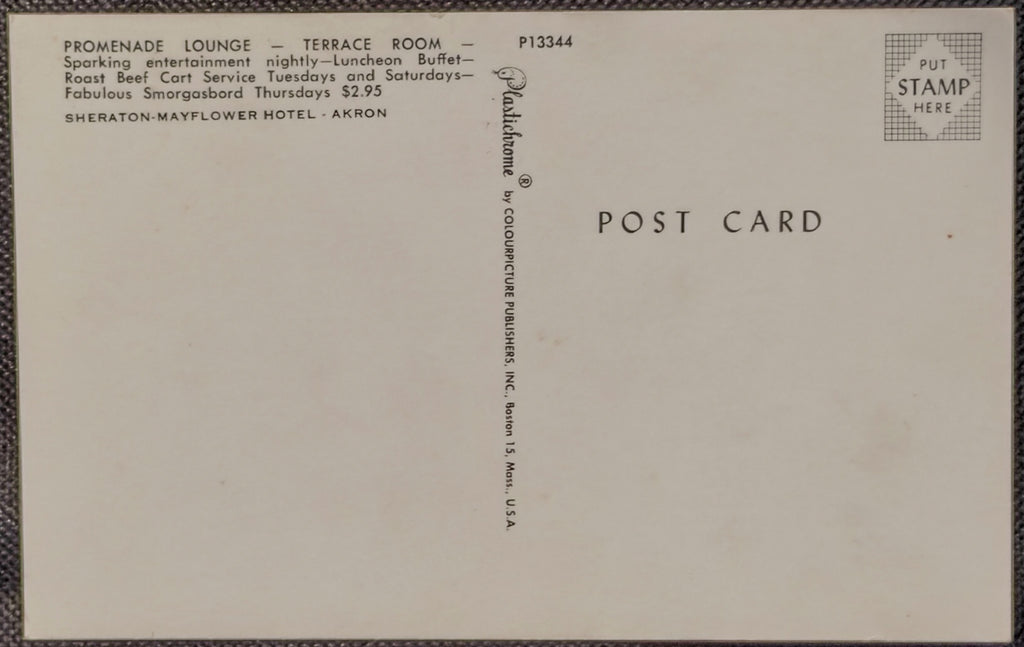 PROMENADE LOUNGE — TERRACE ROOM —
Sparking entertainment nightly—Luncheon Buffet—
Roast Beef Cart Service Tuesdays and Saturdays—
Fabulous Smorgasbord Thursdays $2.95
SHERATON-MAYFLOWER HOTEL - AKRON
P13344
Plastichrome ® by COLOURPICTURE PUBLISHERS, INC., Boston 15, Mass., U.S.A.
PUT
STAMP
HERE
POST CARD